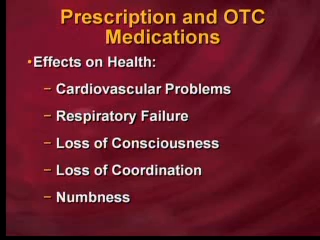 Prescription and OTC
Medications
•Effects on Health:
– Cardiovascular Problems
– Respiratory Failure
– Loss of Consciousness
– Loss of Coordination
– Numbness